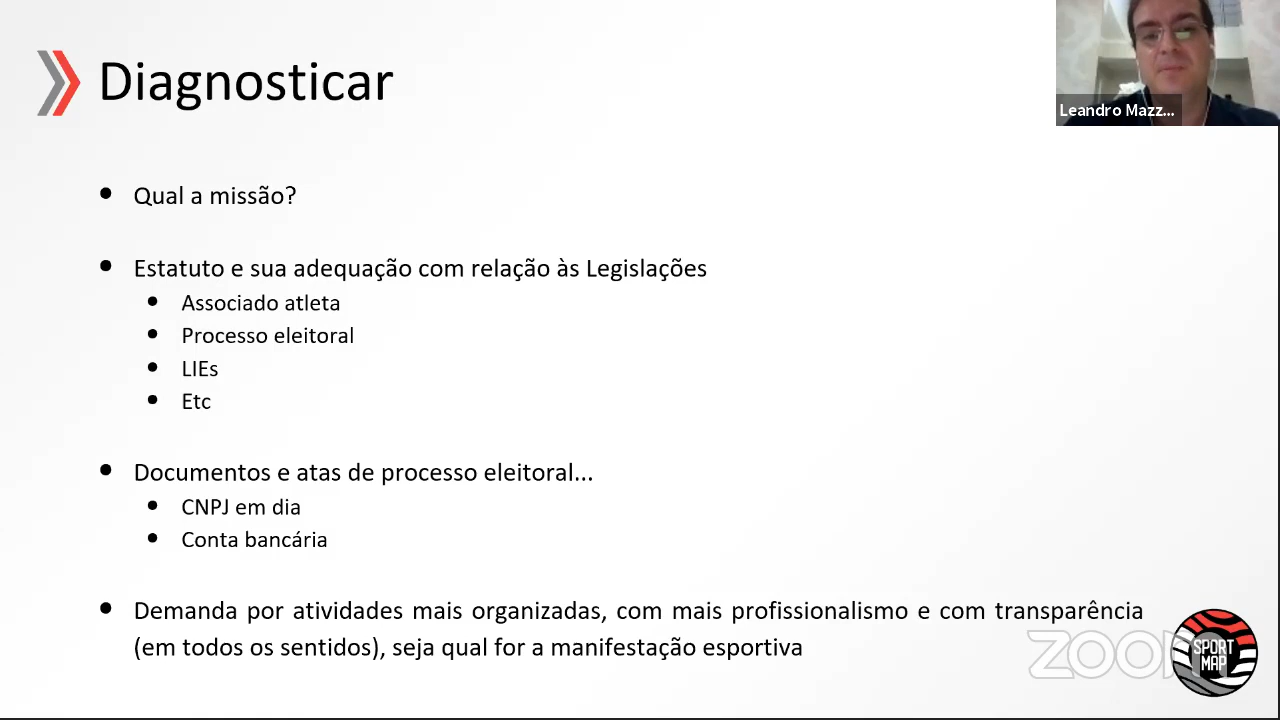 Diagnosticar
Leandro Mazz...
• Qual a missão?
• Estatuto e sua adequação com relação às Legislações
• Associado atleta
• Processo eleitoral
• LIEs
• Etc
• Documentos e atas de processo eleitoral...
• CNPJ em dia
• Conta bancária
• Demanda por atividades mais organizadas, com mais profissionalismo e com transparência
(em todos os sentidos), seja qual for a manifestação esportiva
zoom
SPORT
MAP